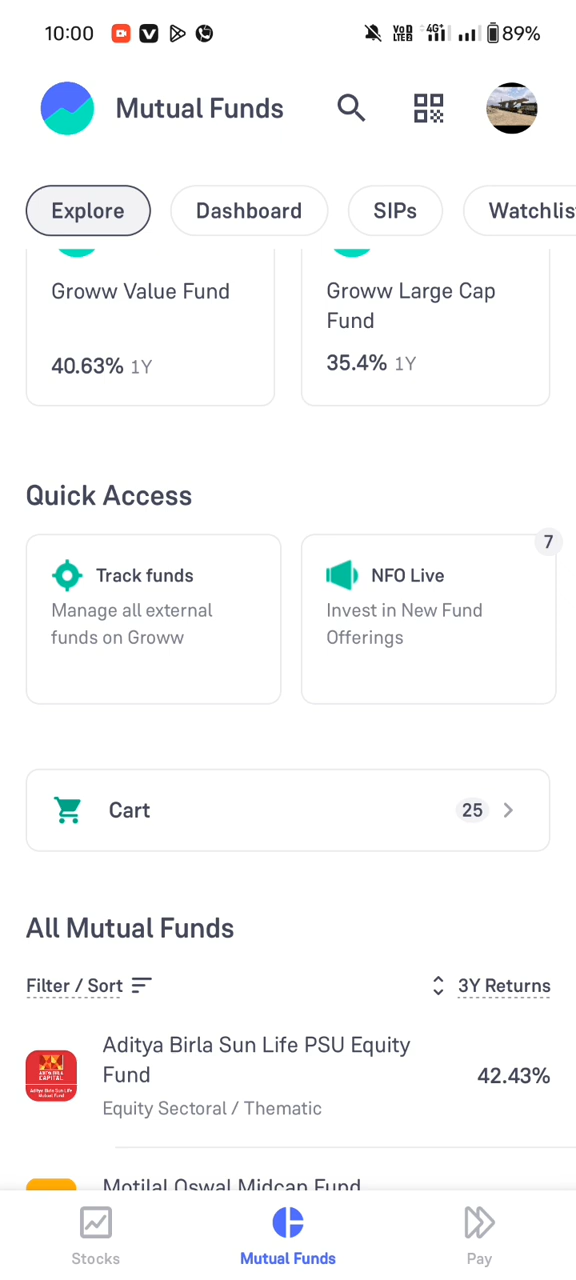 10:00
VoD LTE2 4G+ 89%
Mutual Funds
Explore
Dashboard
SIPs
Watchlis
Groww Value Fund
40.63% 1Y
Groww Large Cap
Fund
35.4% 1Y
Quick Access
Track funds
Manage all external
funds on Groww
7
NFO Live
Invest in New Fund
Offerings
Cart
25
All Mutual Funds
Filter / Sort
3Y Returns
Aditya Birla Sun Life PSU Equity
Fund
42.43%
Equity Sectoral / Thematic
Motilal Oswal Midcap Fund
Stocks
Mutual Funds
Pay